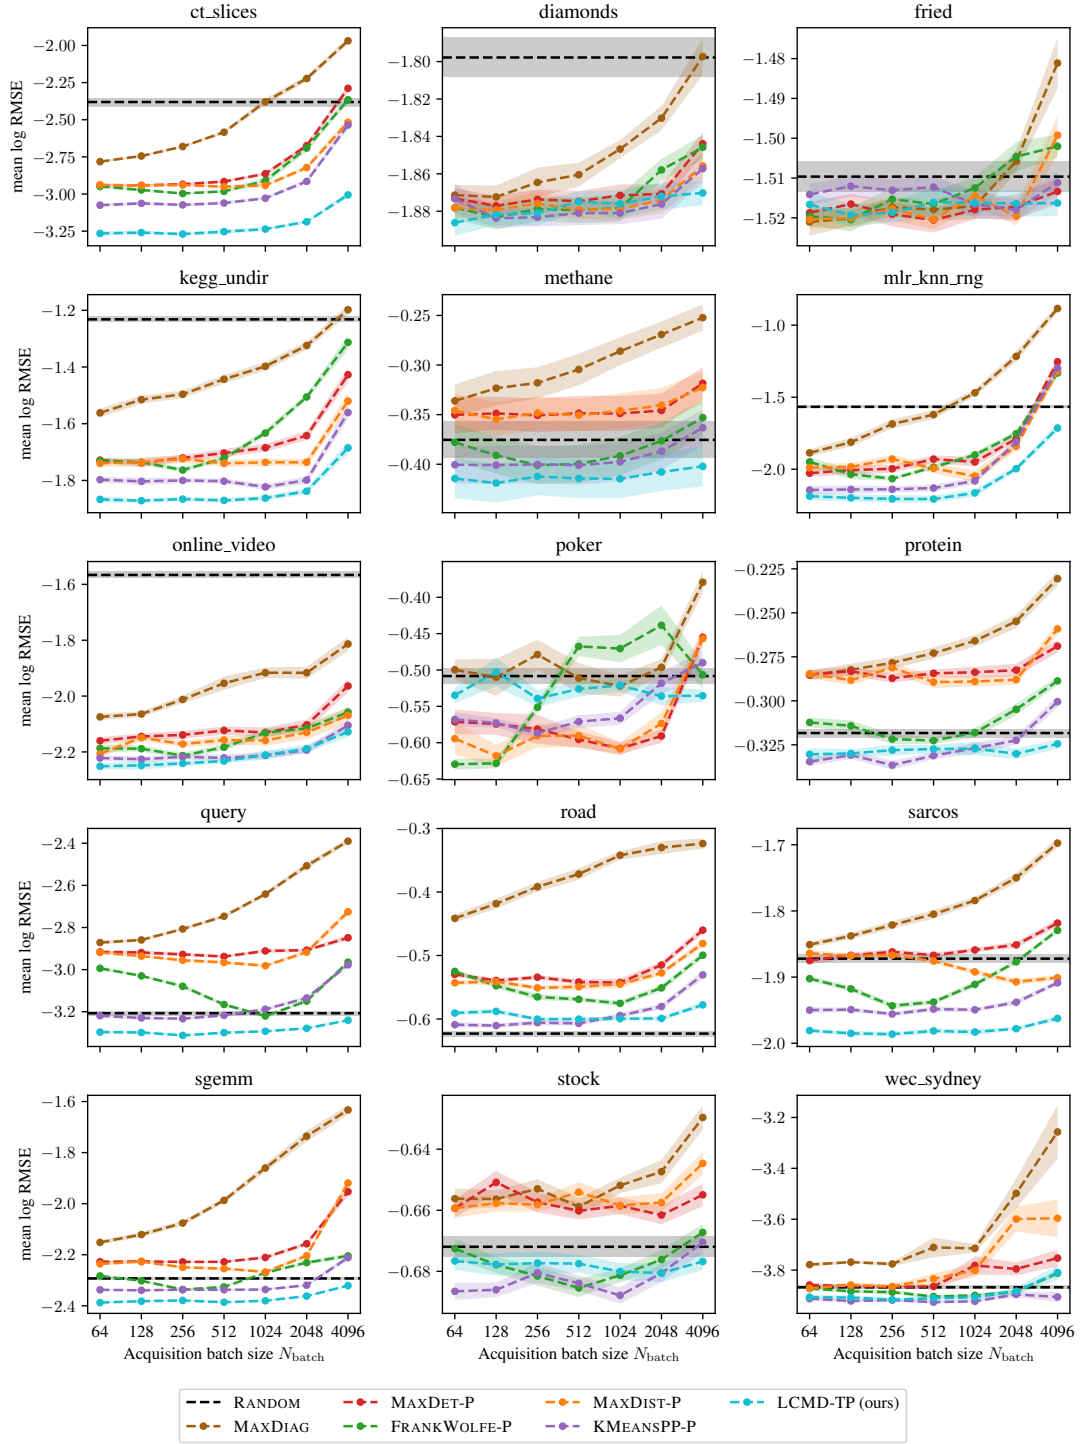 ct_slices
diamonds
fried
mean log RMSE
−2.00
−2.25
−2.50
−2.75
−3.00
−3.25
−1.80
−1.82
−1.84
−1.86
−1.88
−1.48
−1.49
−1.50
−1.51
−1.52
kegg_undir
methane
mlr_knn_rng
mean log RMSE
−1.2
−1.4
−1.6
−1.8
−0.25
−0.30
−0.35
−0.40
−1.0
−1.5
−2.0
online_video
poker
protein
mean log RMSE
−1.6
−1.8
−2.0
−2.2
−0.40
−0.45
−0.50
−0.55
−0.60
−0.65
−0.225
−0.250
−0.275
−0.300
−0.325
query
road
sarcos
mean log RMSE
−2.4
−2.6
−2.8
−3.0
−3.2
−0.3
−0.4
−0.5
−0.6
−1.7
−1.8
−1.9
−2.0
sgemm
stock
wec_sydney
mean log RMSE
−1.6
−1.8
−2.0
−2.2
−2.4
−0.64
−0.66
−0.68
−3.2
−3.4
−3.6
−3.8
64 128 256 512 1024 2048 4096
64 128 256 512 1024 2048 4096
64 128 256 512 1024 2048 4096
Acquisition batch size N_batch
Acquisition batch size N_batch
Acquisition batch size N_batch
RANDOM
MAXDIAG
MAXDET-P
FRANKWOLFE-P
MAXDIST-P
KMEANSPP-P
LCMD-TP (ours)